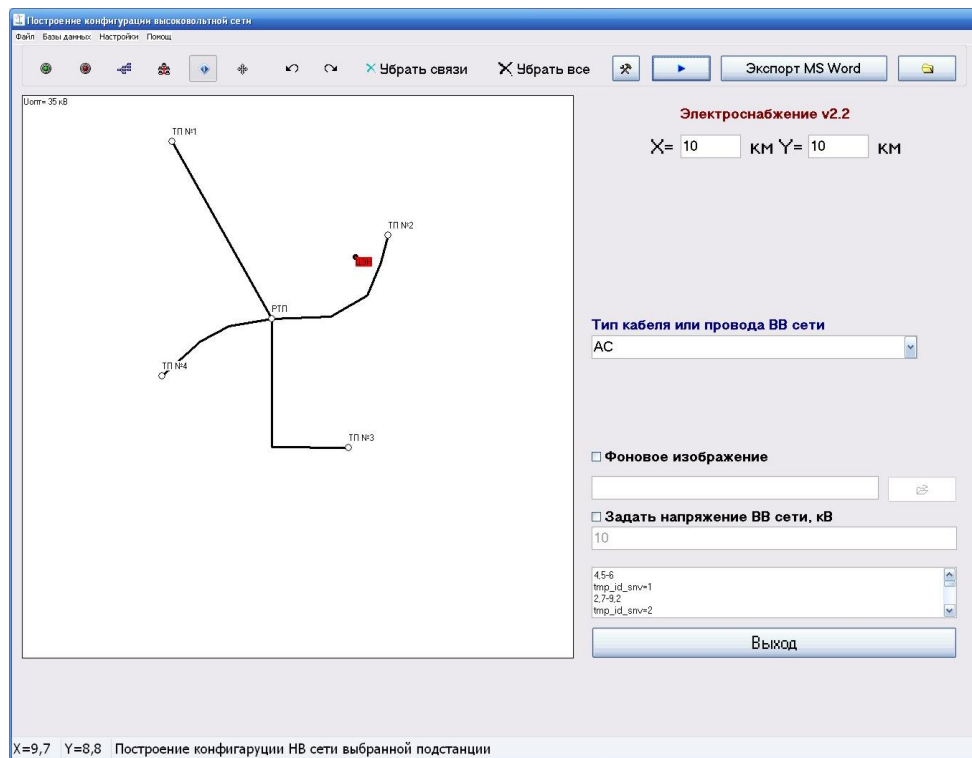 Построение конфигурации высоковольтной сети
Файл Базы данных Настройки Помощ
Убрать связи Убрать все Экспорт MS Word
Uопт= 35 кВ
Электроснабжение v2.2
X= 10 км Y= 10 км
ТП №1
ТП №2
ЦЭН
РТП
ТП №4
ТП №3
Тип кабеля или провода ВВ сети
АС
Фоновое изображение
Задать напряжение ВВ сети, кВ
10
4,5-6
tmp_id_snv=1
2,7-9,2
tmp_id_snv=2
Выход
X=9,7 Y=8,8 Построение конфигаруции НВ сети выбранной подстанции